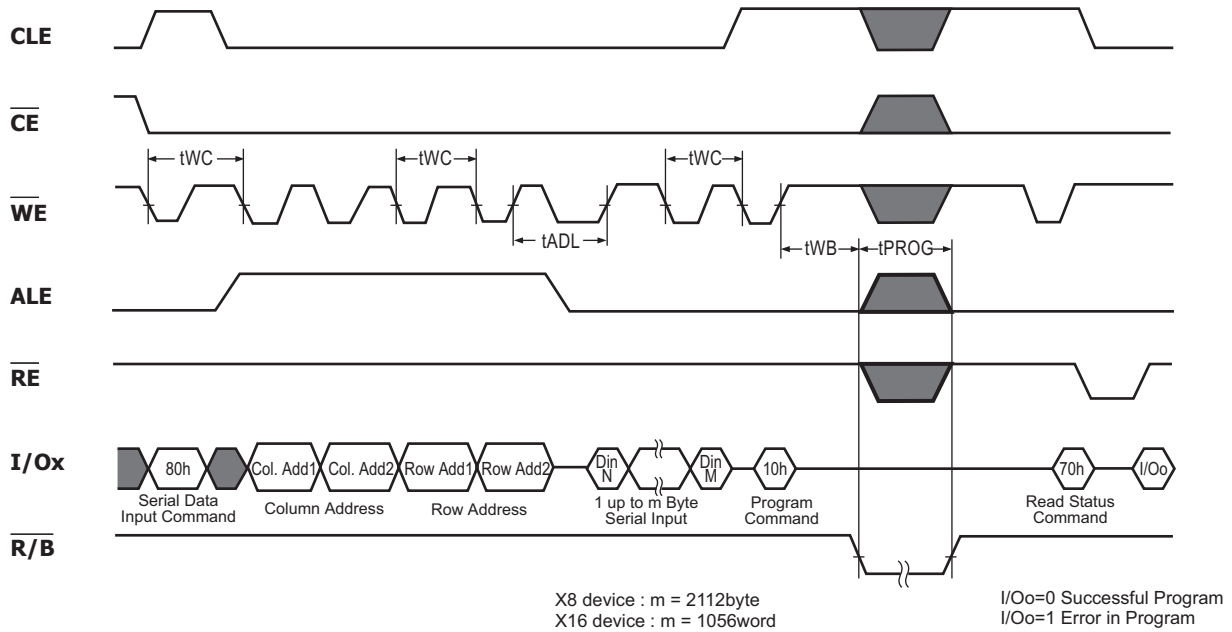 CLE
CE
tWC
tWC
tWC
WE
tADL
tWB
tPROG
ALE
RE
I/Ox
80h
Col. Add1
Col. Add2
Row Add1
Row Add2
Din
N
Din
M
10h
70h
I/Oo
Serial Data
Input Command
Column Address
Row Address
1 up to m Byte
Serial Input
Program
Command
Read Status
Command
R/B
X8 device : m = 2112byte
X16 device : m = 1056word
I/Oo=0 Successful Program
I/Oo=1 Error in Program